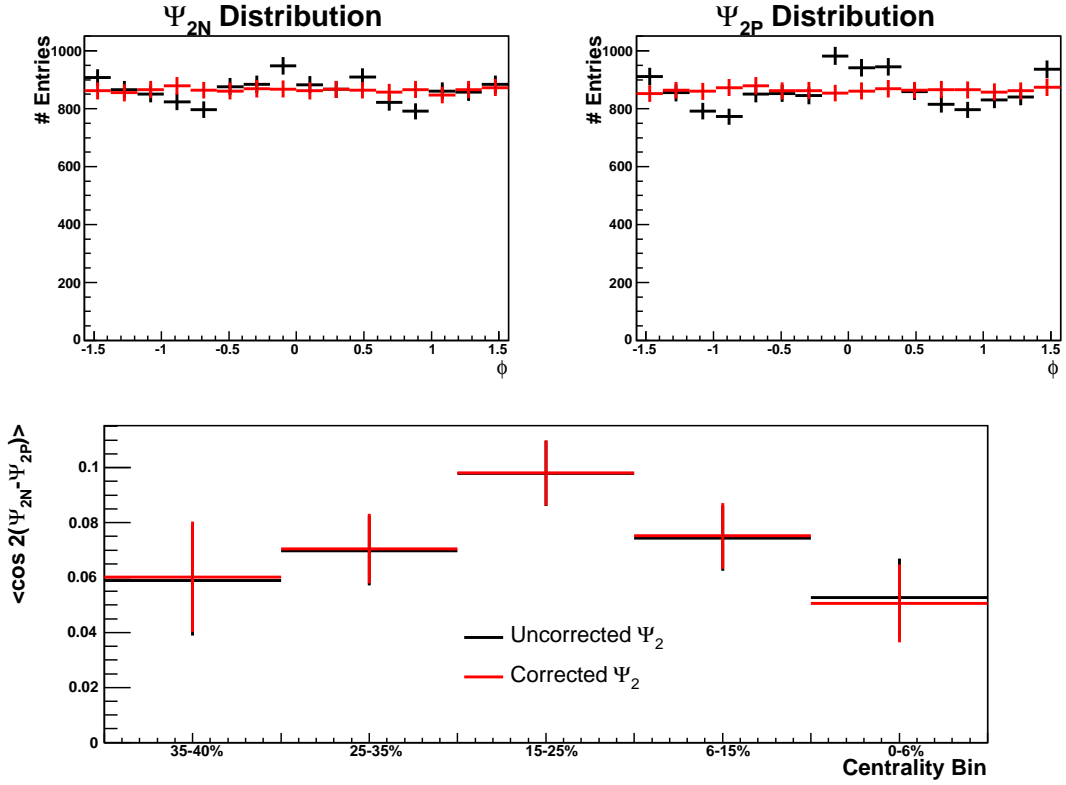 Ψ2N Distribution
# Entries
1000
800
600
400
200
0
-1.5 -1 -0.5 0 0.5 1 1.5
ϕ
Ψ2P Distribution
# Entries
1000
800
600
400
200
0
-1.5 -1 -0.5 0 0.5 1 1.5
ϕ
<cos 2(Ψ2N-Ψ2P)>
0.1
0.08
0.06
0.04
0.02
0
Uncorrected Ψ2
Corrected Ψ2
35-40% 25-35% 15-25% 6-15% 0-6%
Centrality Bin